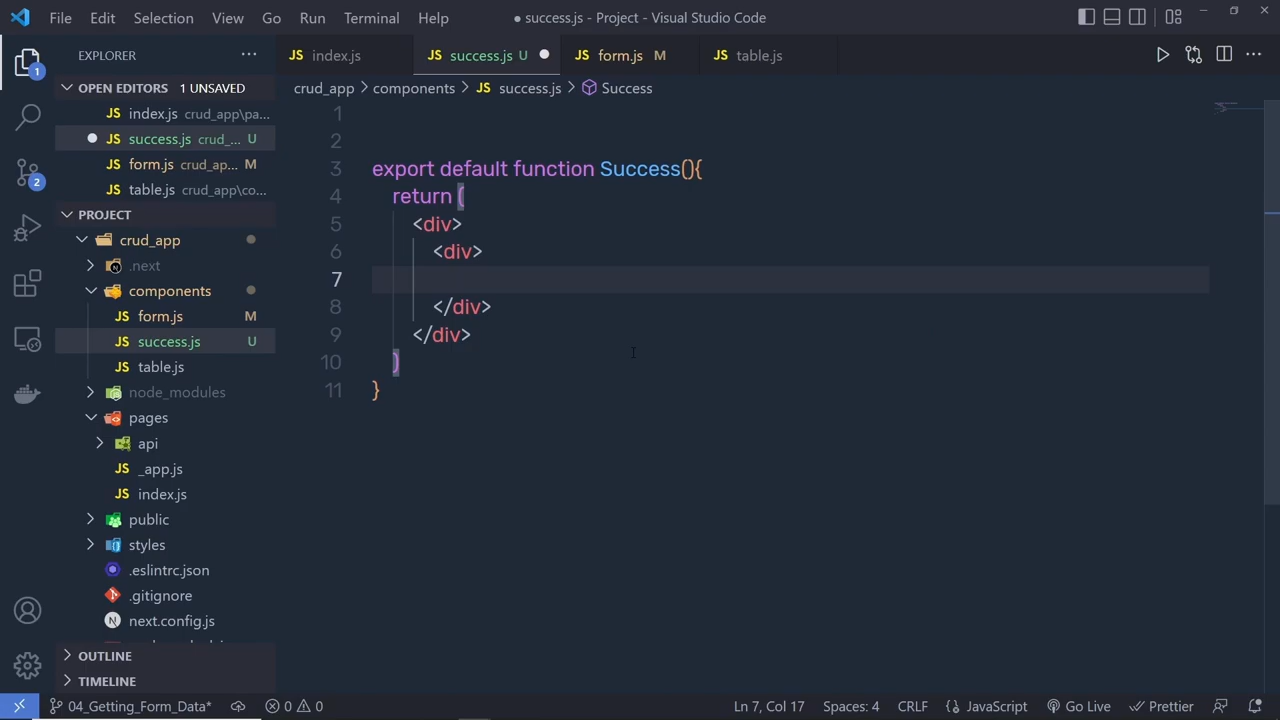 File Edit Selection View Go Run Terminal Help
success.js - Project - Visual Studio Code
EXPLORER ...
JS index.js
JS success.js U
JS form.js M
JS table.js
OPEN EDITORS 1 UNSAVED
crud_app > components > JS success.js > Success
JS index.js crud_app\pa...
JS success.js crud_... U
JS form.js crud_ap... M
JS table.js crud_app\co...
PROJECT
crud_app
.next
components
form.js M
JS success.js U
JS table.js
node_modules
pages
api
JS _app.js
JS index.js
public
styles
.eslintrc.json
.gitignore
N next.config.js
OUTLINE
TIMELINE
1
2
1
2
3 export default function Success(){
4 return (
5 <div>
6 <div>
7
8 </div>
9 </div>
10 )
11 }
04_Getting_Form_Data* 0 0 Ln 7, Col 17 Spaces: 4 CRLF {} JavaScript Go Live Prettier